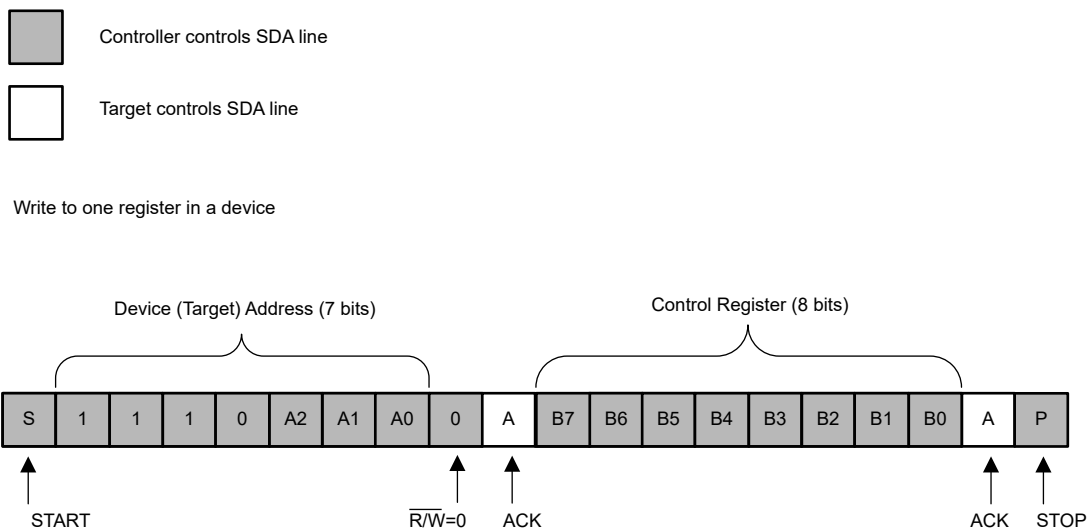 Controller controls SDA line
Target controls SDA line
Write to one register in a device
Device (Target) Address (7 bits)
Control Register (8 bits)
S 1 1 1 0 A2 A1 A0 0 A B7 B6 B5 B4 B3 B2 B1 B0 A P
START R/W=0 ACK ACK STOP